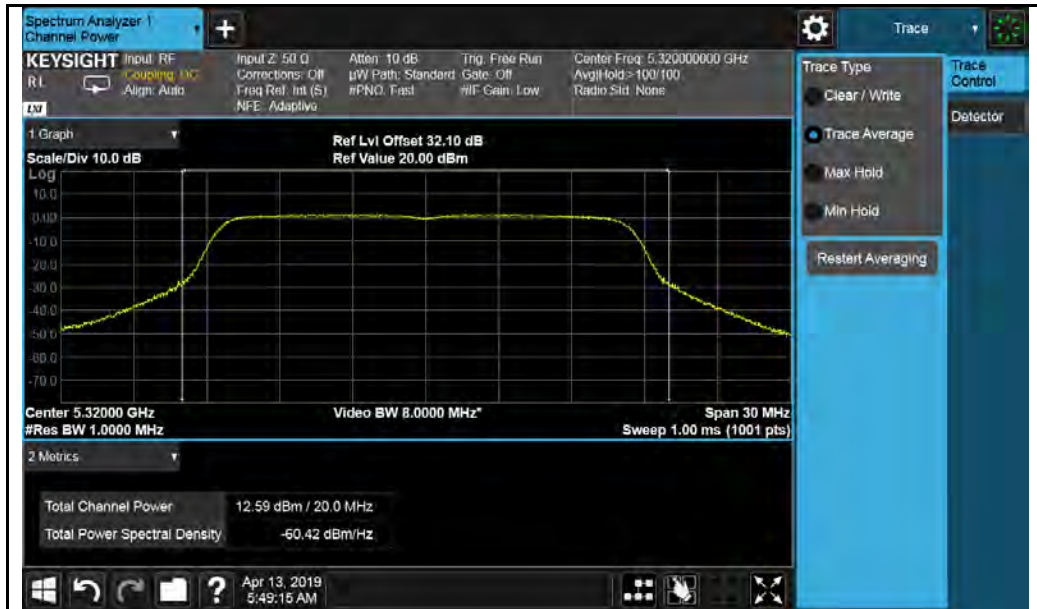 Spectrum Analyzer 1
Channel Power
+
Trace
KEYSIGHT
Input: RF
Input Z: 50 Ω
Atten: 10 dB
Trig: Free Run
Center Freq: 5.320000000 GHz
RL
Coupling: DC
Corrections: Off
µW Path: Standard
Gate: Off
Avg|Hold:>100/100
Align: Auto
Freq Ref: Int (S)
#PNO: Fast
#IF Gain: Low
Radio Std: None
LXI
NFE: Adaptive
Trace Type
Clear / Write
Trace Average
Max Hold
Min Hold
Restart Averaging
Trace Control
Detector
1 Graph
Ref Lvl Offset 32.10 dB
Scale/Div 10.0 dB
Ref Value 20.00 dBm
Log
10.0
0.00
-10.0
-20.0
-30.0
-40.0
-50.0
-60.0
-70.0
Center 5.32000 GHz
Video BW 8.0000 MHz*
Span 30 MHz
#Res BW 1.0000 MHz
Sweep 1.00 ms (1001 pts)
2 Metrics
Total Channel Power
12.59 dBm / 20.0 MHz
Total Power Spectral Density
-60.42 dBm/Hz
?
Apr 13, 2019
5:49:15 AM